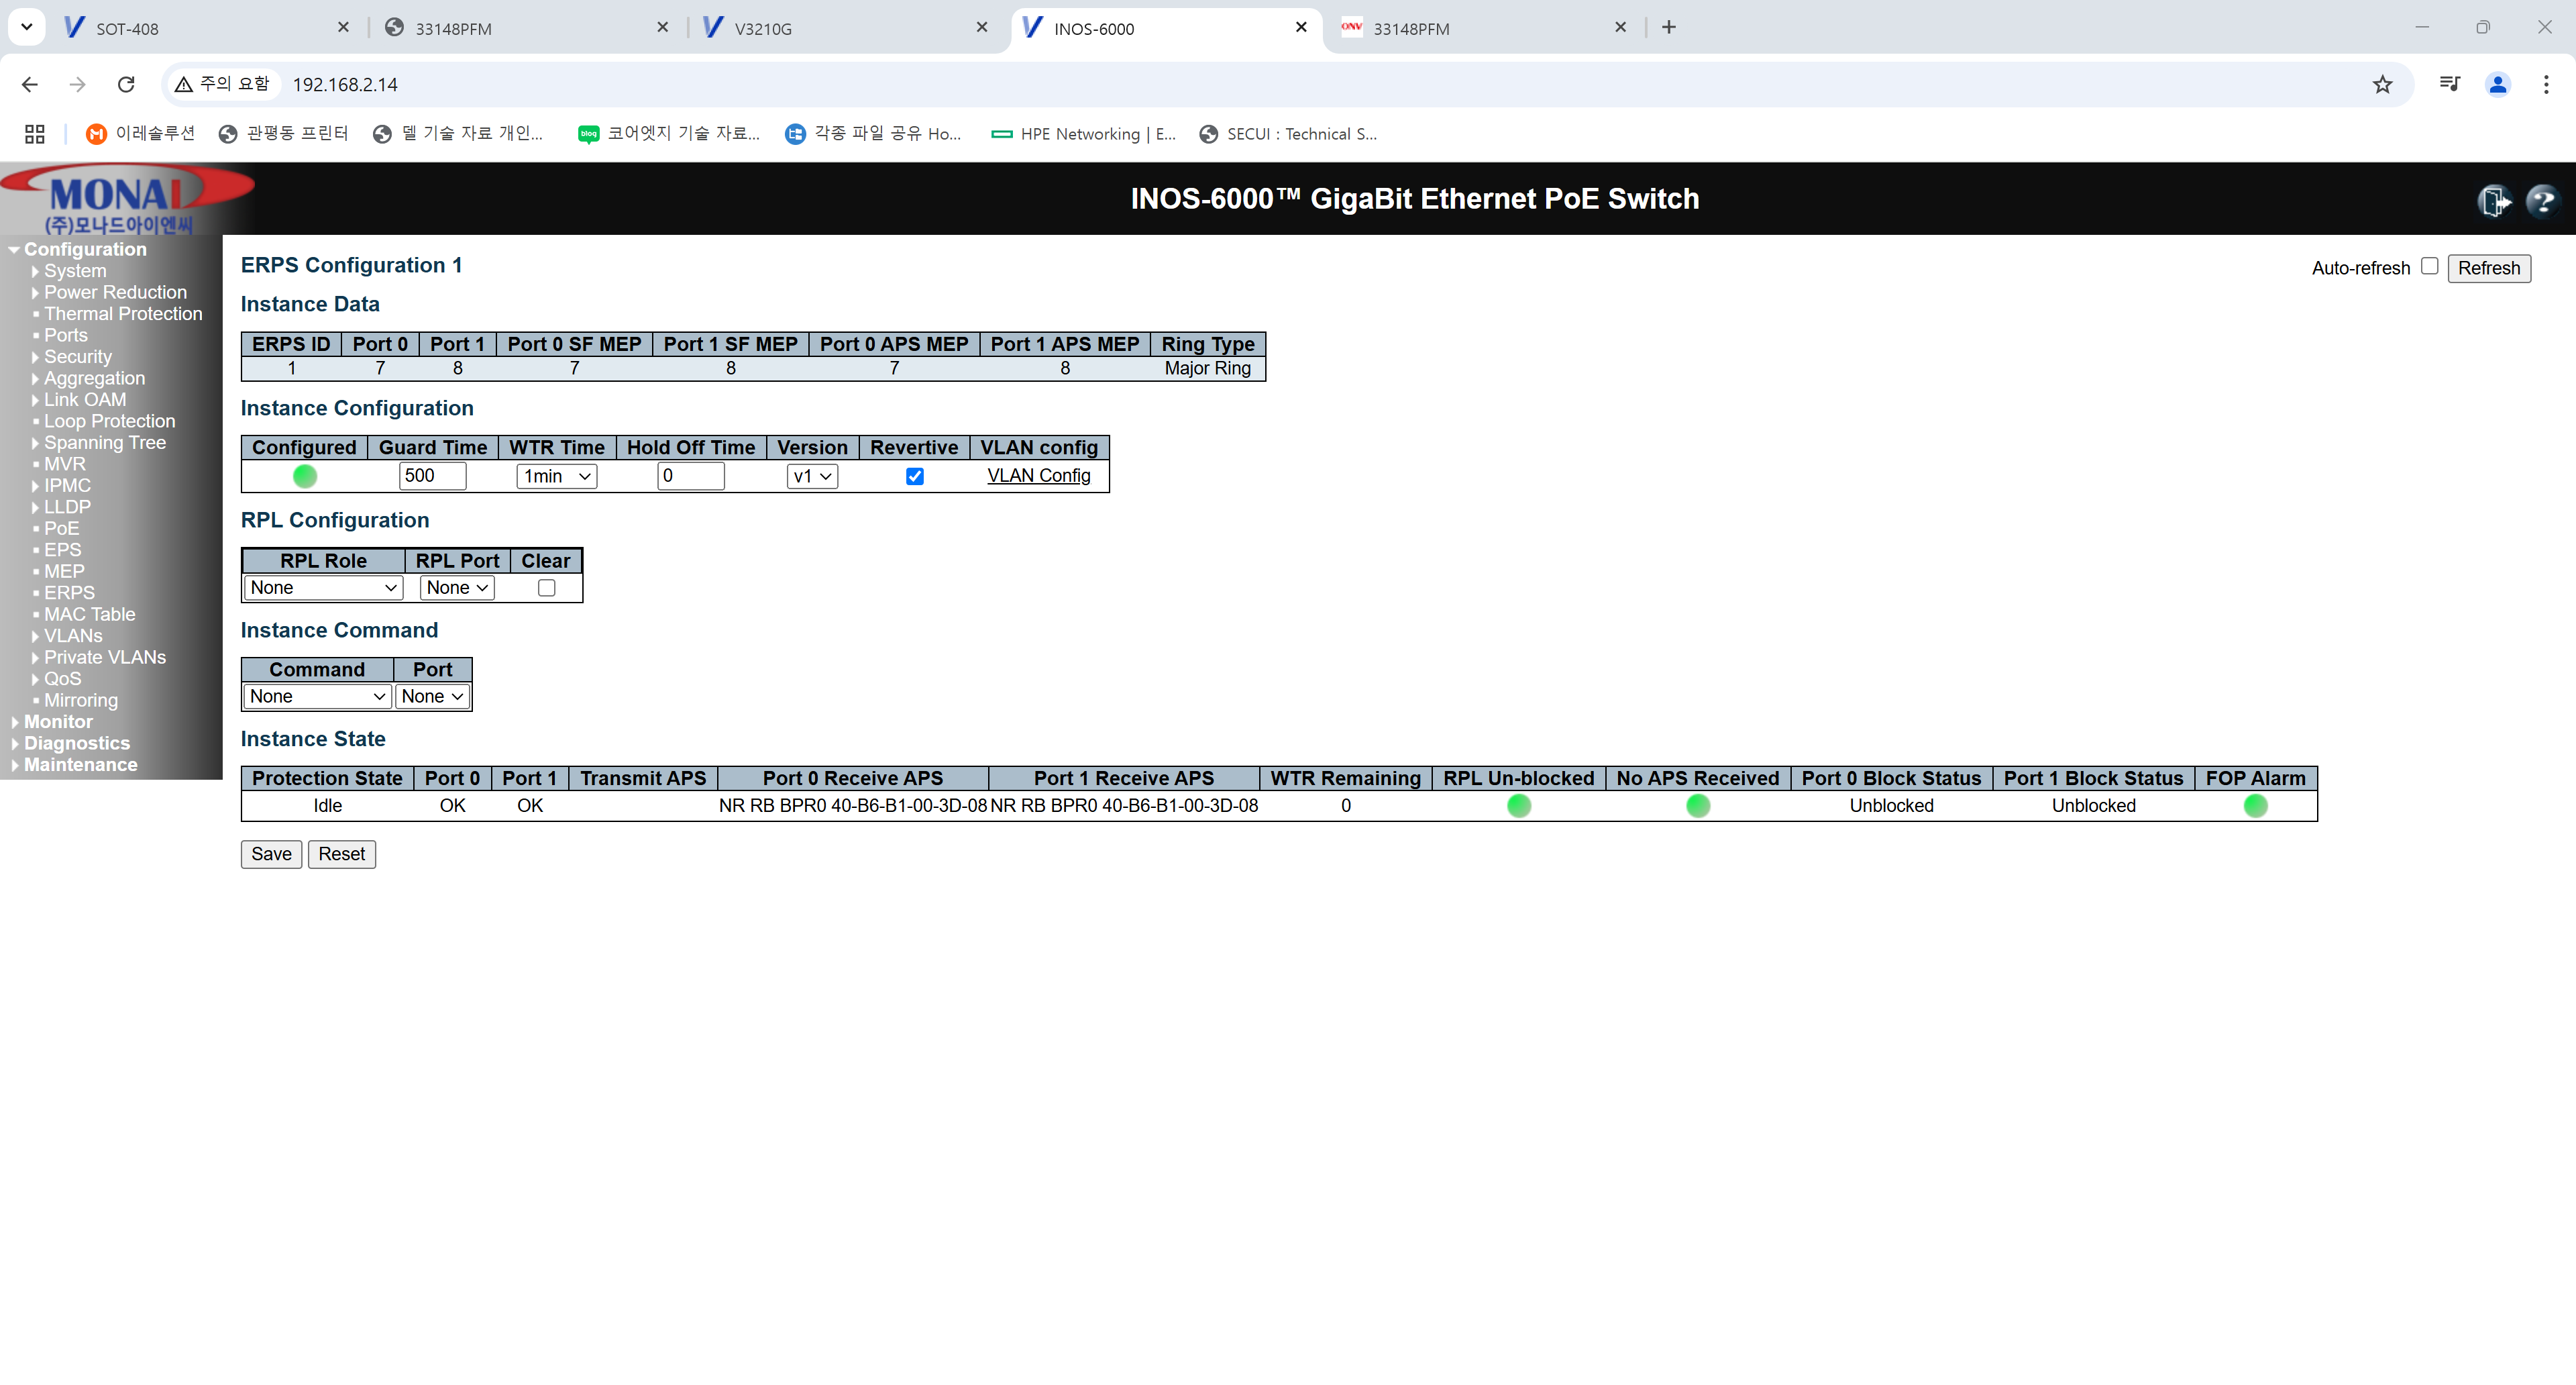 SOT-408
33148PFM
V3210G
INOS-6000
33148PFM
주의 요함
192.168.2.14
이레솔루션
관평동 프린터
델 기술 자료 개인...
blog
코어엣지 기술 자료...
각종 파일 공유 Ho...
HPE Networking | E...
SECUI : Technical S...
(주)모나드아이엔씨
INOS-6000™ GigaBit Ethernet PoE Switch
Configuration
System
Power Reduction
Thermal Protection
Ports
Security
Aggregation
Link OAM
Loop Protection
Spanning Tree
MVR
IPMC
LLDP
PoE
EPS
MEP
ERPS
MAC Table
VLANs
Private VLANs
QoS
Mirroring
Monitor
Diagnostics
Maintenance
ERPS Configuration 1
Auto-refresh Refresh
Instance Data
ERPS ID Port 0 Port 1 Port 0 SF MEP Port 1 SF MEP Port 0 APS MEP Port 1 APS MEP Ring Type
1 7 8 7 8 7 8 Major Ring
Instance Configuration
Configured Guard Time WTR Time Hold Off Time Version Revertive VLAN config
500 1min 0 v1 VLAN Config
RPL Configuration
RPL Role RPL Port Clear
None None
Instance Command
Command Port
None None
Instance State
Protection State Port 0 Port 1 Transmit APS Port 0 Receive APS Port 1 Receive APS WTR Remaining RPL Un-blocked No APS Received Port 0 Block Status Port 1 Block Status FOP Alarm
Idle OK OK NR RB BPR0 40-B6-B1-00-3D-08 NR RB BPR0 40-B6-B1-00-3D-08 0 Unblocked Unblocked
Save Reset